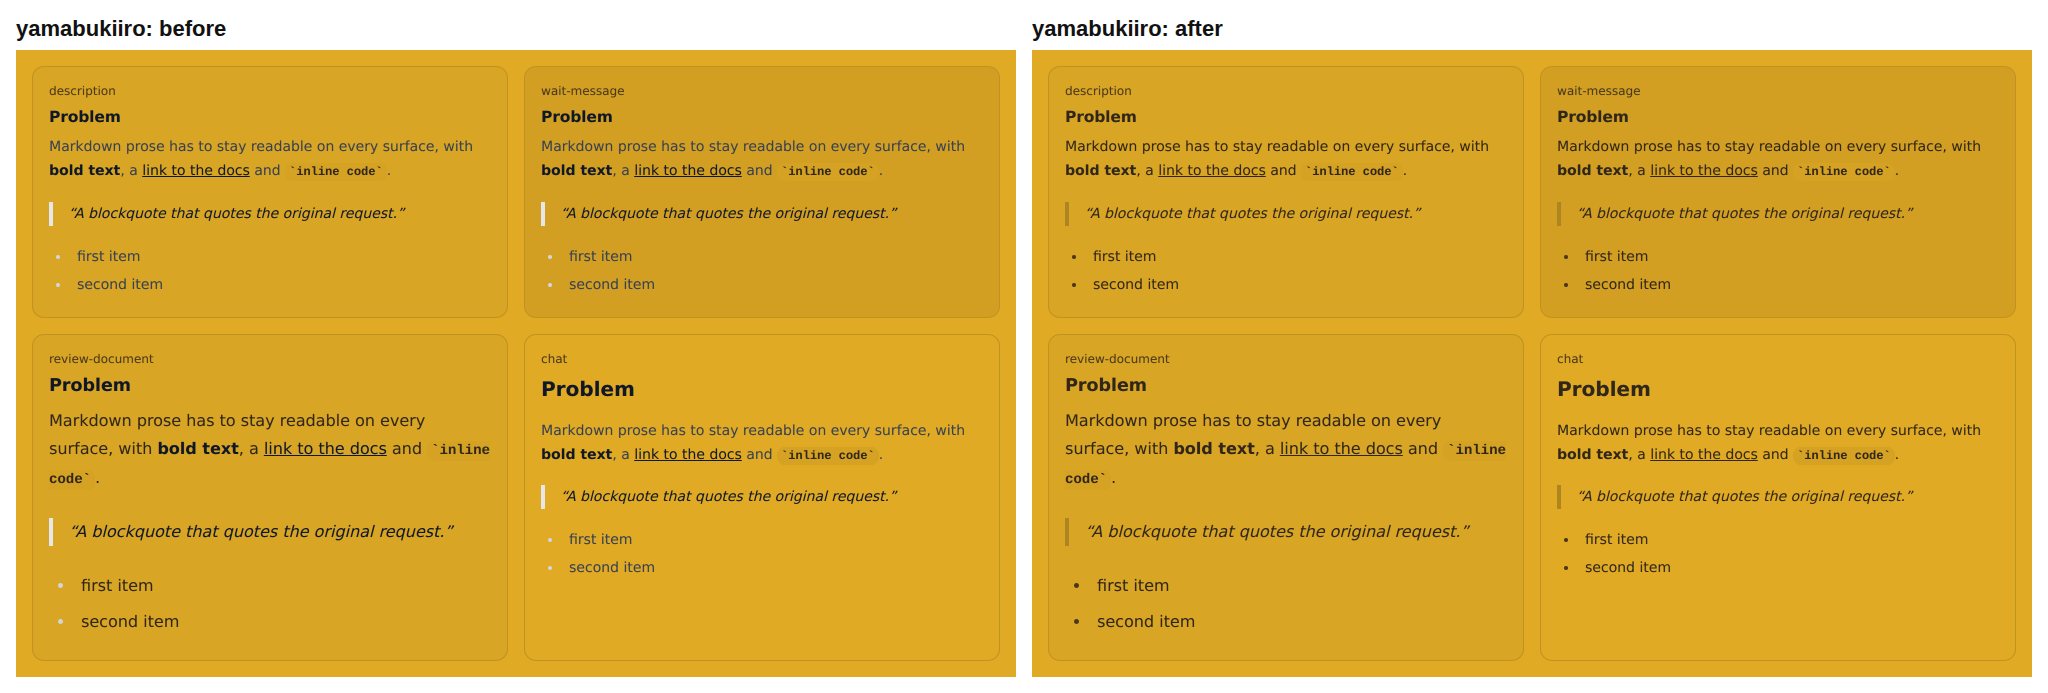 yamabukiiro: before
description
Problem
Markdown prose has to stay readable on every surface, with
bold text, a link to the docs and `inline code`.
“A blockquote that quotes the original request.”
• first item
• second item
wait-message
Problem
Markdown prose has to stay readable on every surface, with
bold text, a link to the docs and `inline code`.
“A blockquote that quotes the original request.”
• first item
• second item
review-document
Problem
Markdown prose has to stay readable on every
surface, with bold text, a link to the docs and `inline
code`.
“A blockquote that quotes the original request.”
• first item
• second item
chat
Problem
Markdown prose has to stay readable on every surface, with
bold text, a link to the docs and `inline code`.
“A blockquote that quotes the original request.”
• first item
• second item
yamabukiiro: after
description
Problem
Markdown prose has to stay readable on every surface, with
bold text, a link to the docs and `inline code`.
“A blockquote that quotes the original request.”
• first item
• second item
wait-message
Problem
Markdown prose has to stay readable on every surface, with
bold text, a link to the docs and `inline code`.
“A blockquote that quotes the original request.”
• first item
• second item
review-document
Problem
Markdown prose has to stay readable on every
surface, with bold text, a link to the docs and `inline
code`.
“A blockquote that quotes the original request.”
• first item
• second item
chat
Problem
Markdown prose has to stay readable on every surface, with
bold text, a link to the docs and `inline code`.
“A blockquote that quotes the original request.”
• first item
• second item